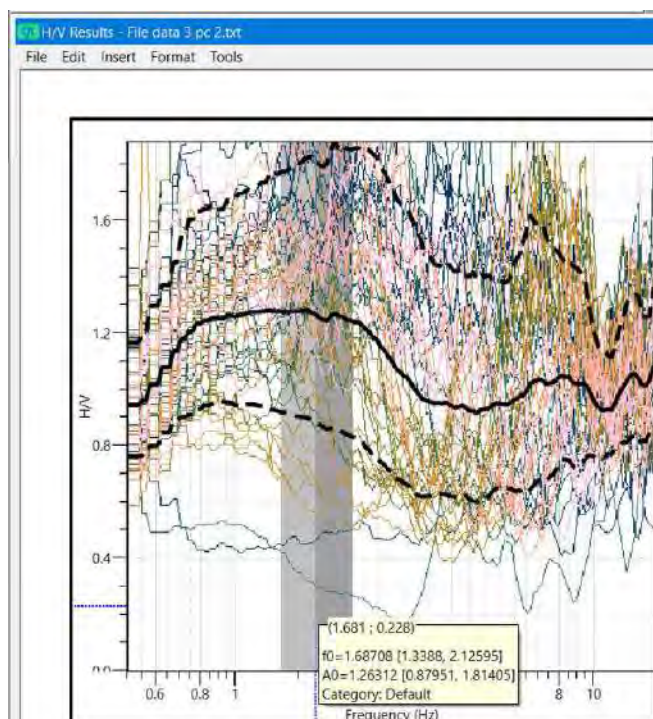 H/V Results - File data 3 pc 2.txt
File Edit Insert Format Tools
1.6
1.2
H/V
0.8
0.4
0.0
(1.681 ; 0.228)
f0=1.68708 [1.3388, 2.12595]
A0=1.26312 [0.87951, 1.81405]
Category: Default
0.6 0.8 1 8 10
Frequency (Hz)